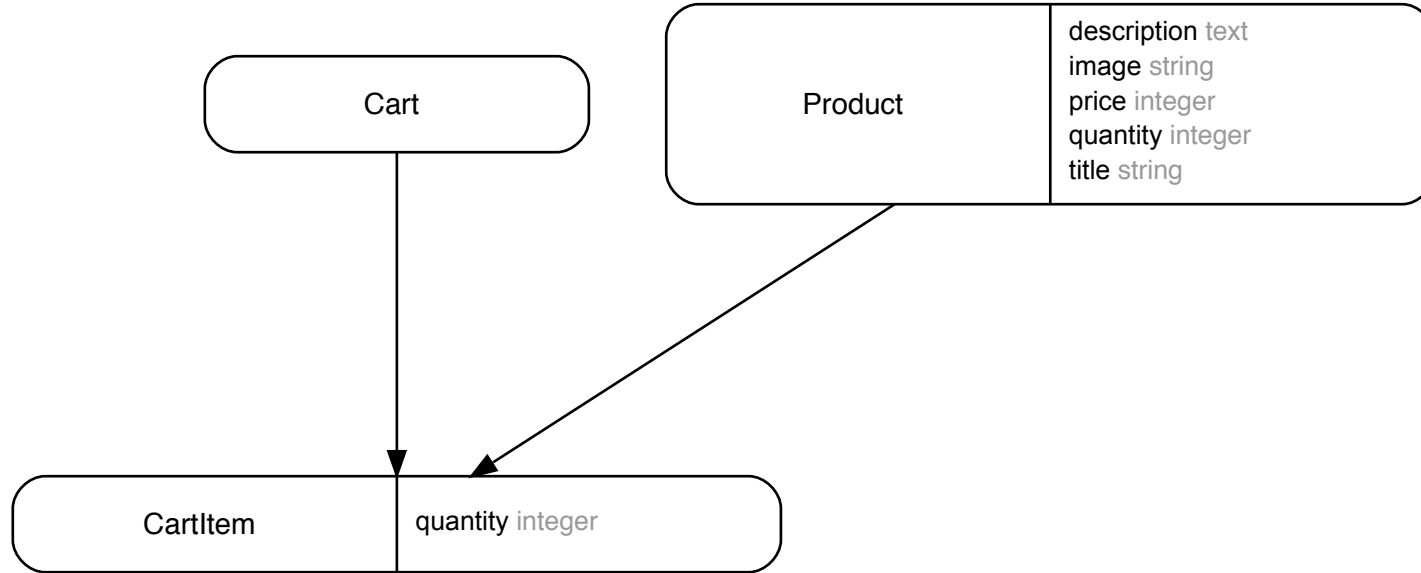 Cart
Product
description text
image string
price integer
quantity integer
title string
CartItem
quantity integer